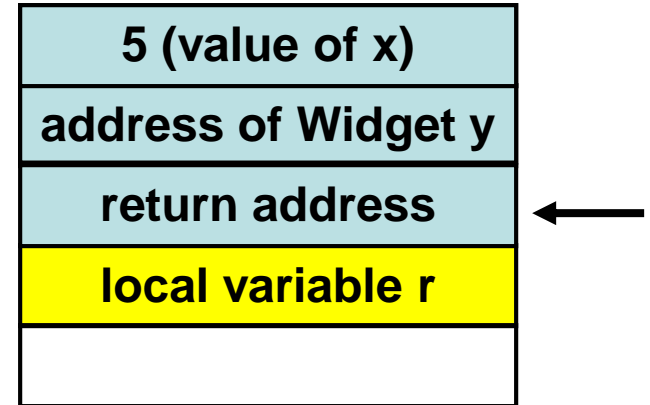 5 (value of x)
address of Widget y
return address
local variable r